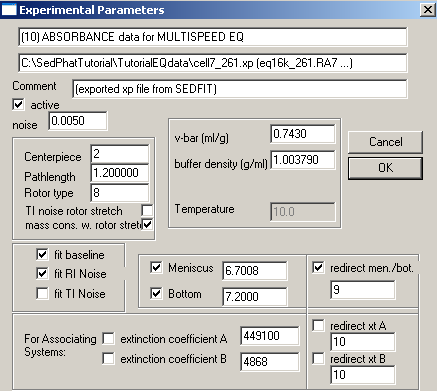 Experimental Parameters
(10) ABSORBANCE data for MULTISPEED EQ
C:\SedPhatTutorial\TutorialEQdata\cell7_261.xp (eq16k_261.RA7 ...)
Comment (exported xp file from SEDFIT)
active
noise 0.0050
v-bar (ml/g) 0.7430
buffer density (g/ml) 1.003790
Temperature 10.0
Cancel
OK
Centerpiece 2
Pathlength 1.200000
Rotor type 8
TI noise rotor stretch
mass cons. w. rotor stret
fit baseline
fit RI Noise
fit TI Noise
Meniscus 6.7008
Bottom 7.2000
redirect men./bot.
9
For Associating Systems:
extinction coefficient A 449100
extinction coefficient B 4868
redirect xt A
10
redirect xt B
10